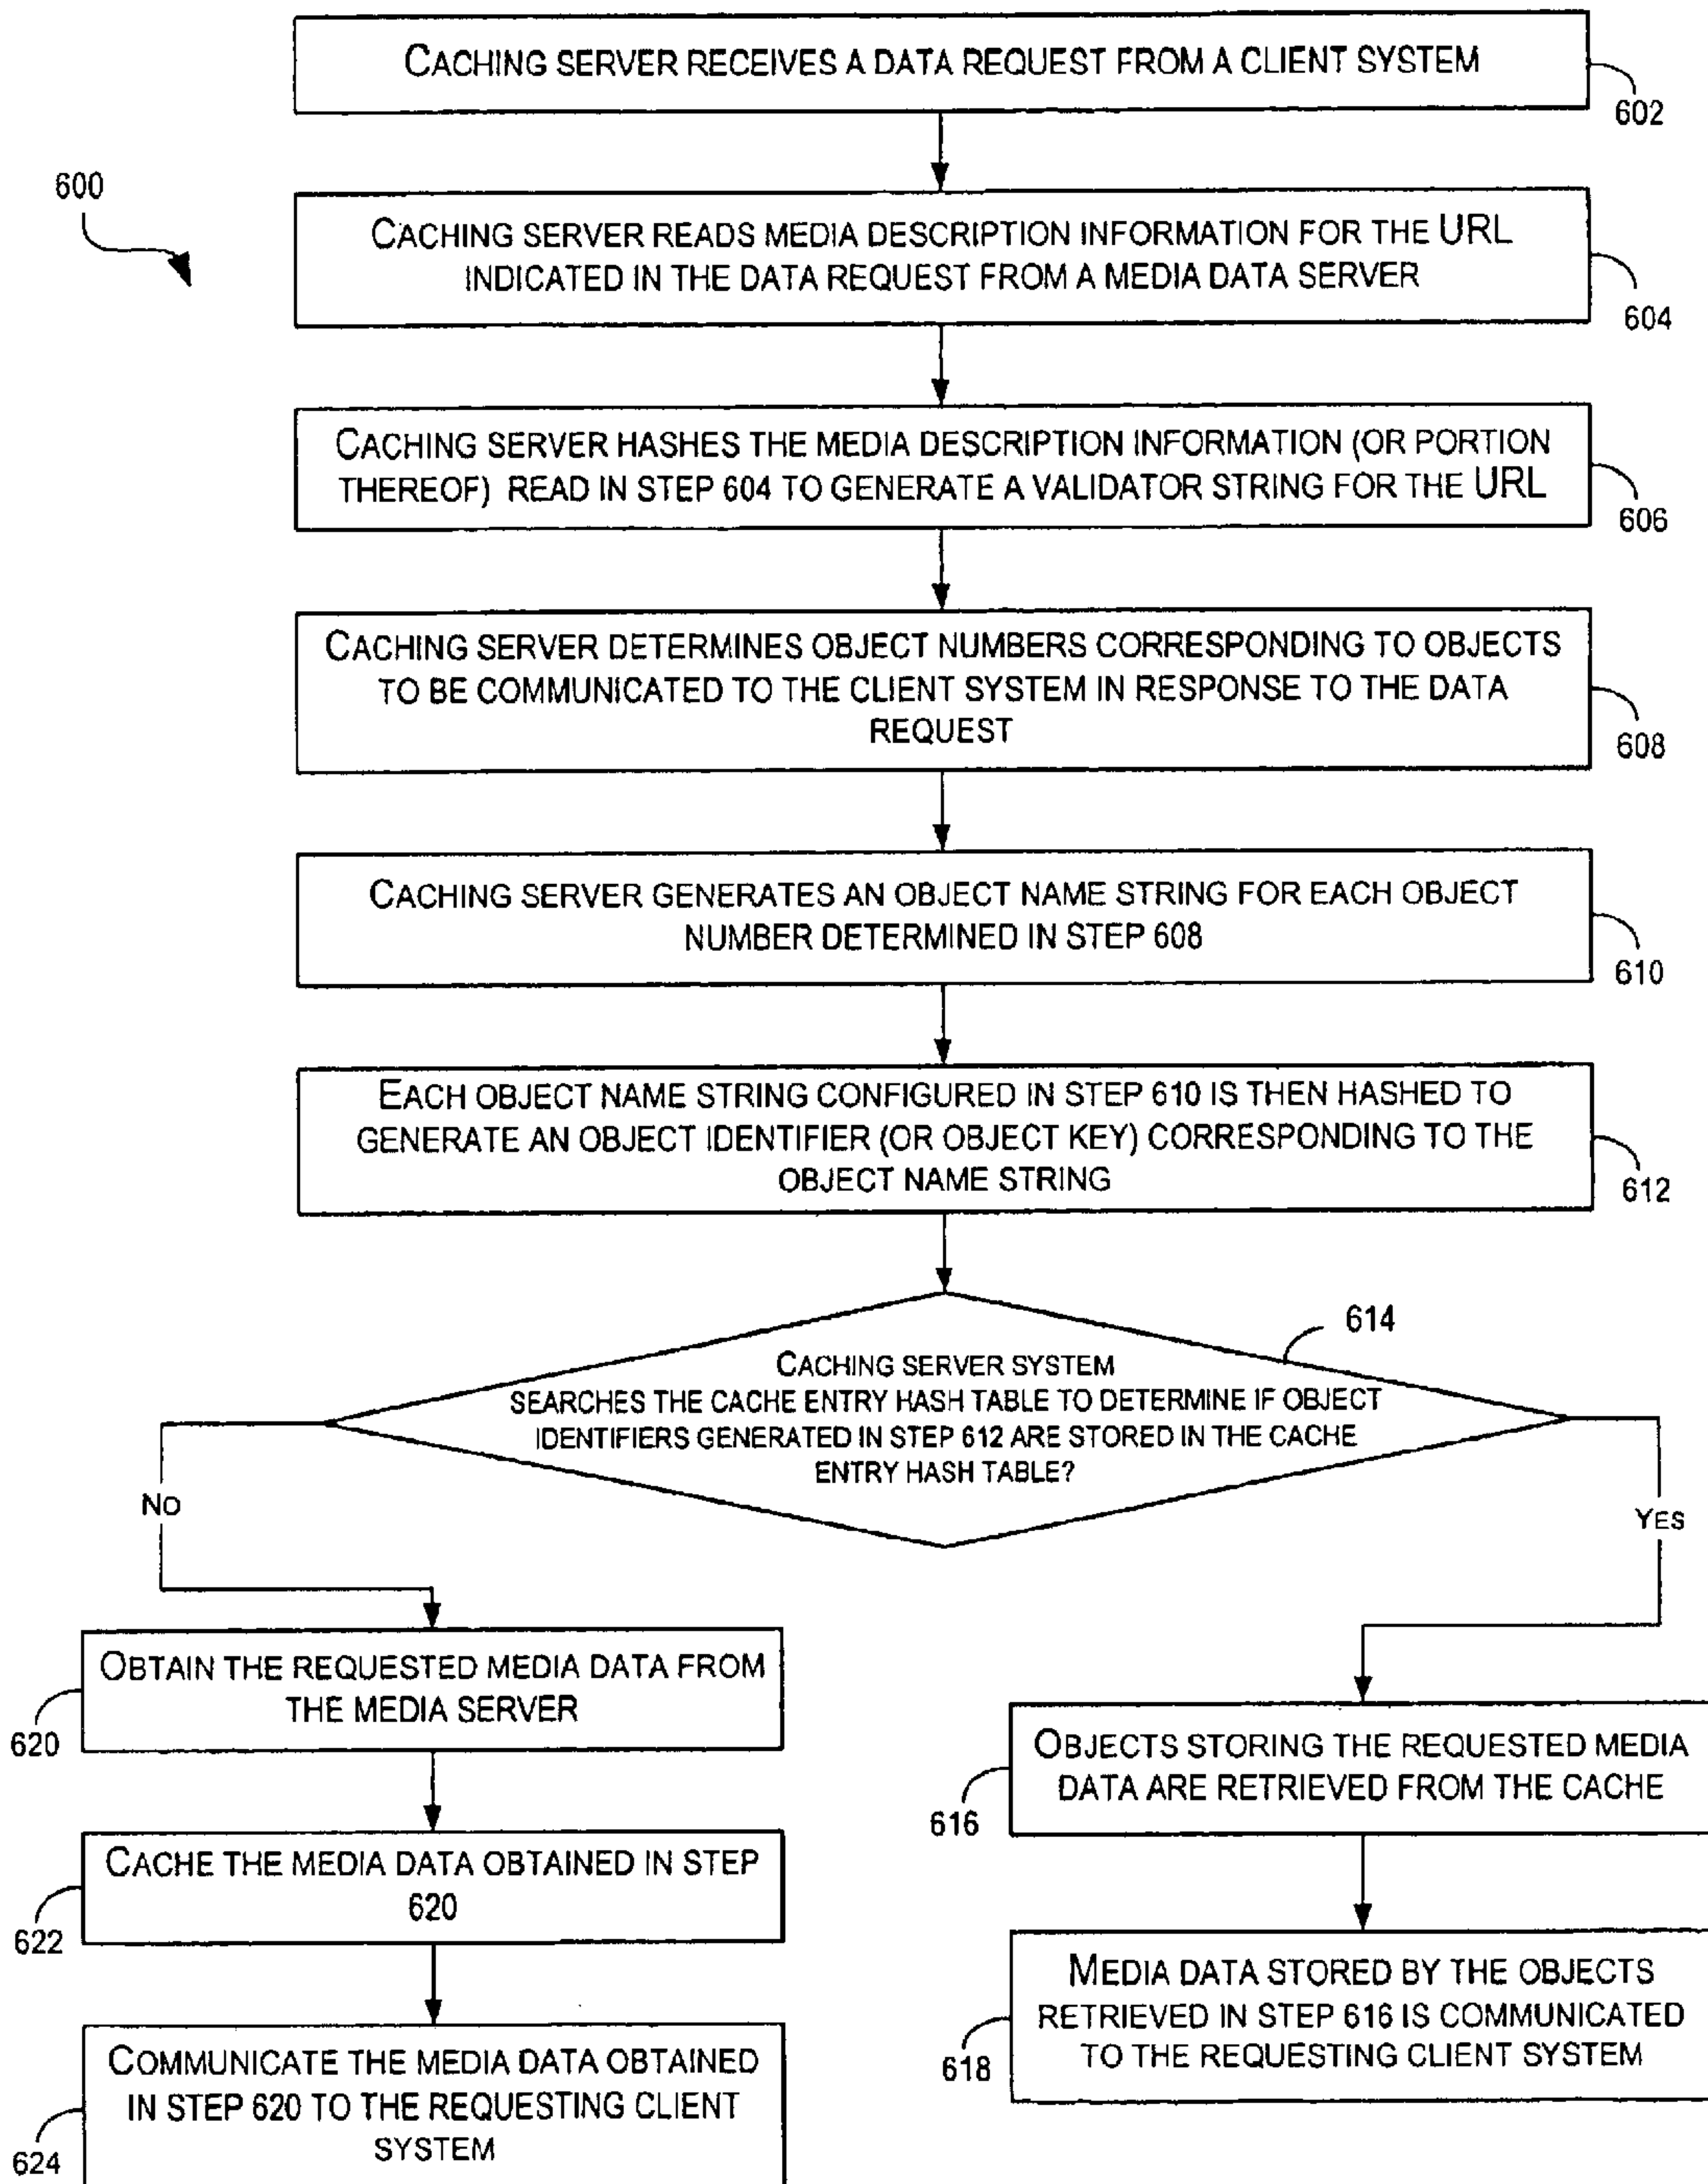 CACHING SERVER RECEIVES A DATA REQUEST FROM A CLIENT SYSTEM
602
600
CACHING SERVER READS MEDIA DESCRIPTION INFORMATION FOR THE URL
INDICATED IN THE DATA REQUEST FROM A MEDIA DATA SERVER
604
CACHING SERVER HASHES THE MEDIA DESCRIPTION INFORMATION (OR PORTION
THEREOF) READ IN STEP 604 TO GENERATE A VALIDATOR STRING FOR THE URL
606
CACHING SERVER DETERMINES OBJECT NUMBERS CORRESPONDING TO OBJECTS
TO BE COMMUNICATED TO THE CLIENT SYSTEM IN RESPONSE TO THE DATA
REQUEST
608
CACHING SERVER GENERATES AN OBJECT NAME STRING FOR EACH OBJECT
NUMBER DETERMINED IN STEP 608
610
EACH OBJECT NAME STRING CONFIGURED IN STEP 610 IS THEN HASHED TO
GENERATE AN OBJECT IDENTIFIER (OR OBJECT KEY) CORRESPONDING TO THE
OBJECT NAME STRING
612
614
CACHING SERVER SYSTEM
SEARCHES THE CACHE ENTRY HASH TABLE TO DETERMINE IF OBJECT
IDENTIFIERS GENERATED IN STEP 612 ARE STORED IN THE CACHE
ENTRY HASH TABLE?
NO
YES
OBTAIN THE REQUESTED MEDIA DATA FROM
THE MEDIA SERVER
620
CACHE THE MEDIA DATA OBTAINED IN STEP
620
622
COMMUNICATE THE MEDIA DATA OBTAINED
IN STEP 620 TO THE REQUESTING CLIENT
SYSTEM
624
OBJECTS STORING THE REQUESTED MEDIA
DATA ARE RETRIEVED FROM THE CACHE
616
MEDIA DATA STORED BY THE OBJECTS
RETRIEVED IN STEP 616 IS COMMUNICATED
TO THE REQUESTING CLIENT SYSTEM
618